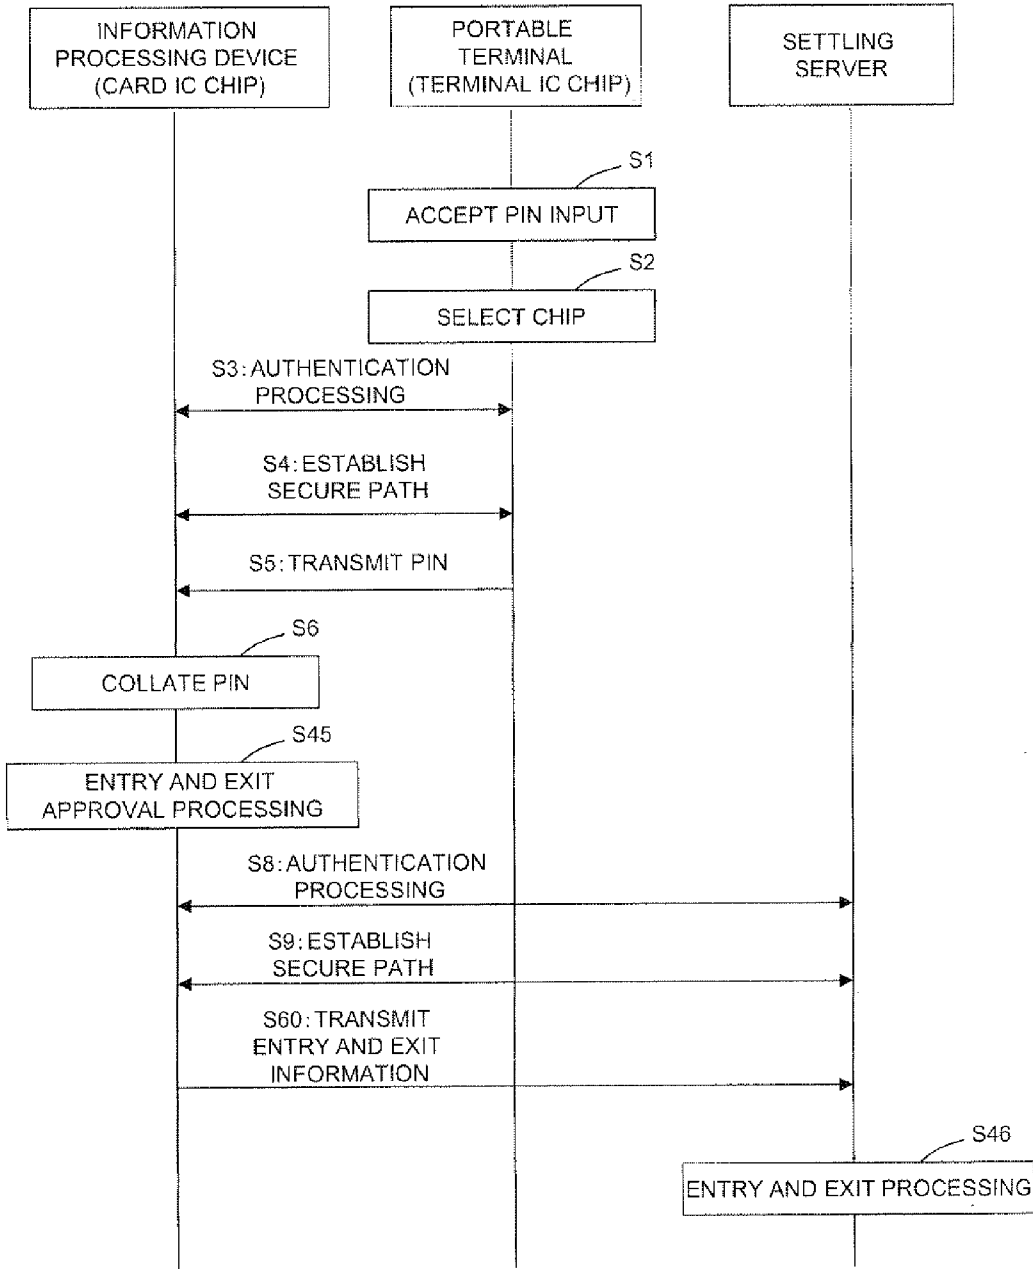 INFORMATION
PROCESSING DEVICE
(CARD IC CHIP)
PORTABLE
TERMINAL
(TERMINAL IC CHIP)
SETTLING
SERVER
S1
ACCEPT PIN INPUT
S2
SELECT CHIP
S3:AUTHENTICATION
PROCESSING
S4:ESTABLISH
SECURE PATH
S5:TRANSMIT PIN
S6
COLLATE PIN
S45
ENTRY AND EXIT
APPROVAL PROCESSING
S8:AUTHENTICATION
PROCESSING
S9:ESTABLISH
SECURE PATH
S60:TRANSMIT
ENTRY AND EXIT
INFORMATION
S46
ENTRY AND EXIT PROCESSING